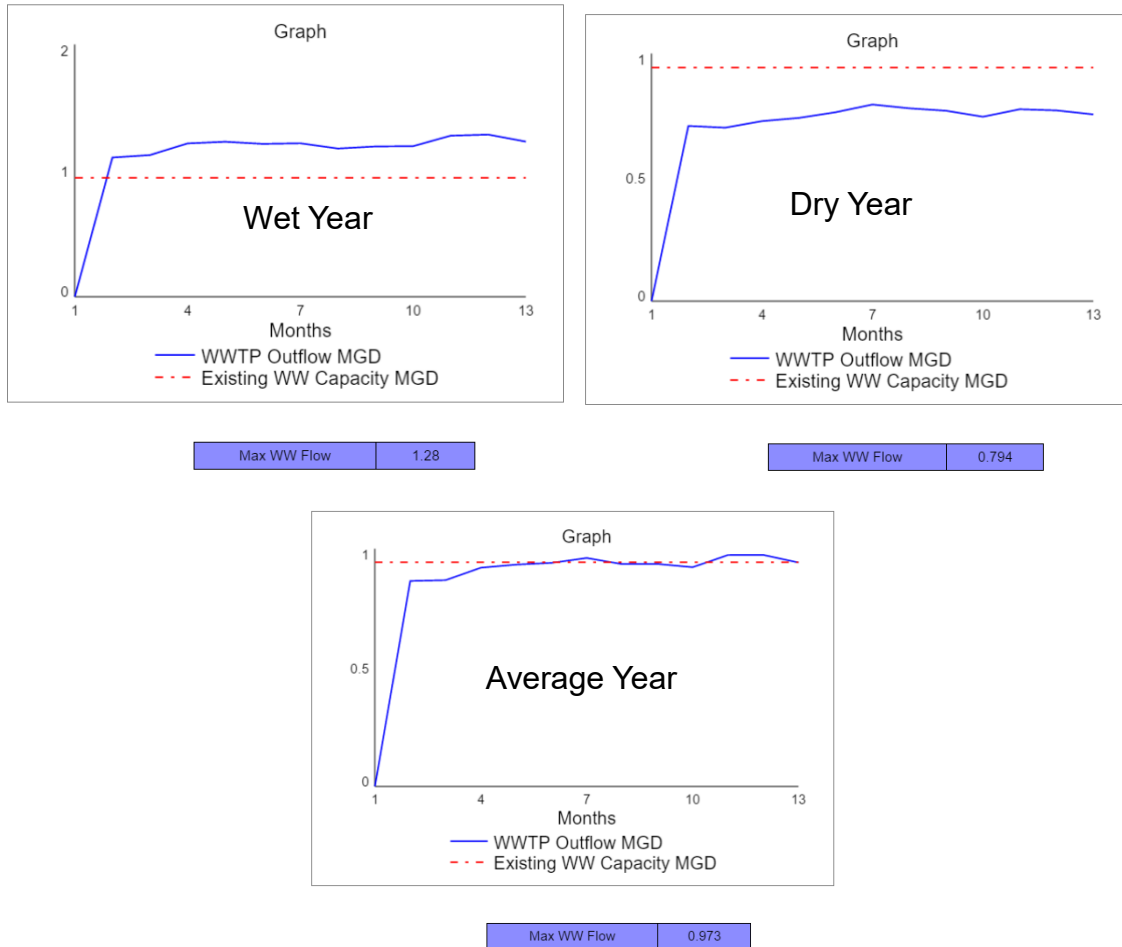 Graph
2
1
0
Wet Year
1 4 7 10 13
Months
WWTP Outflow MGD
Existing WW Capacity MGD
Max WW Flow 1.28
Graph
1
0.5
0
Dry Year
1 4 7 10 13
Months
WWTP Outflow MGD
Existing WW Capacity MGD
Max WW Flow 0.794
Graph
1
0.5
0
Average Year
1 4 7 10 13
Months
WWTP Outflow MGD
Existing WW Capacity MGD
Max WW Flow 0.973